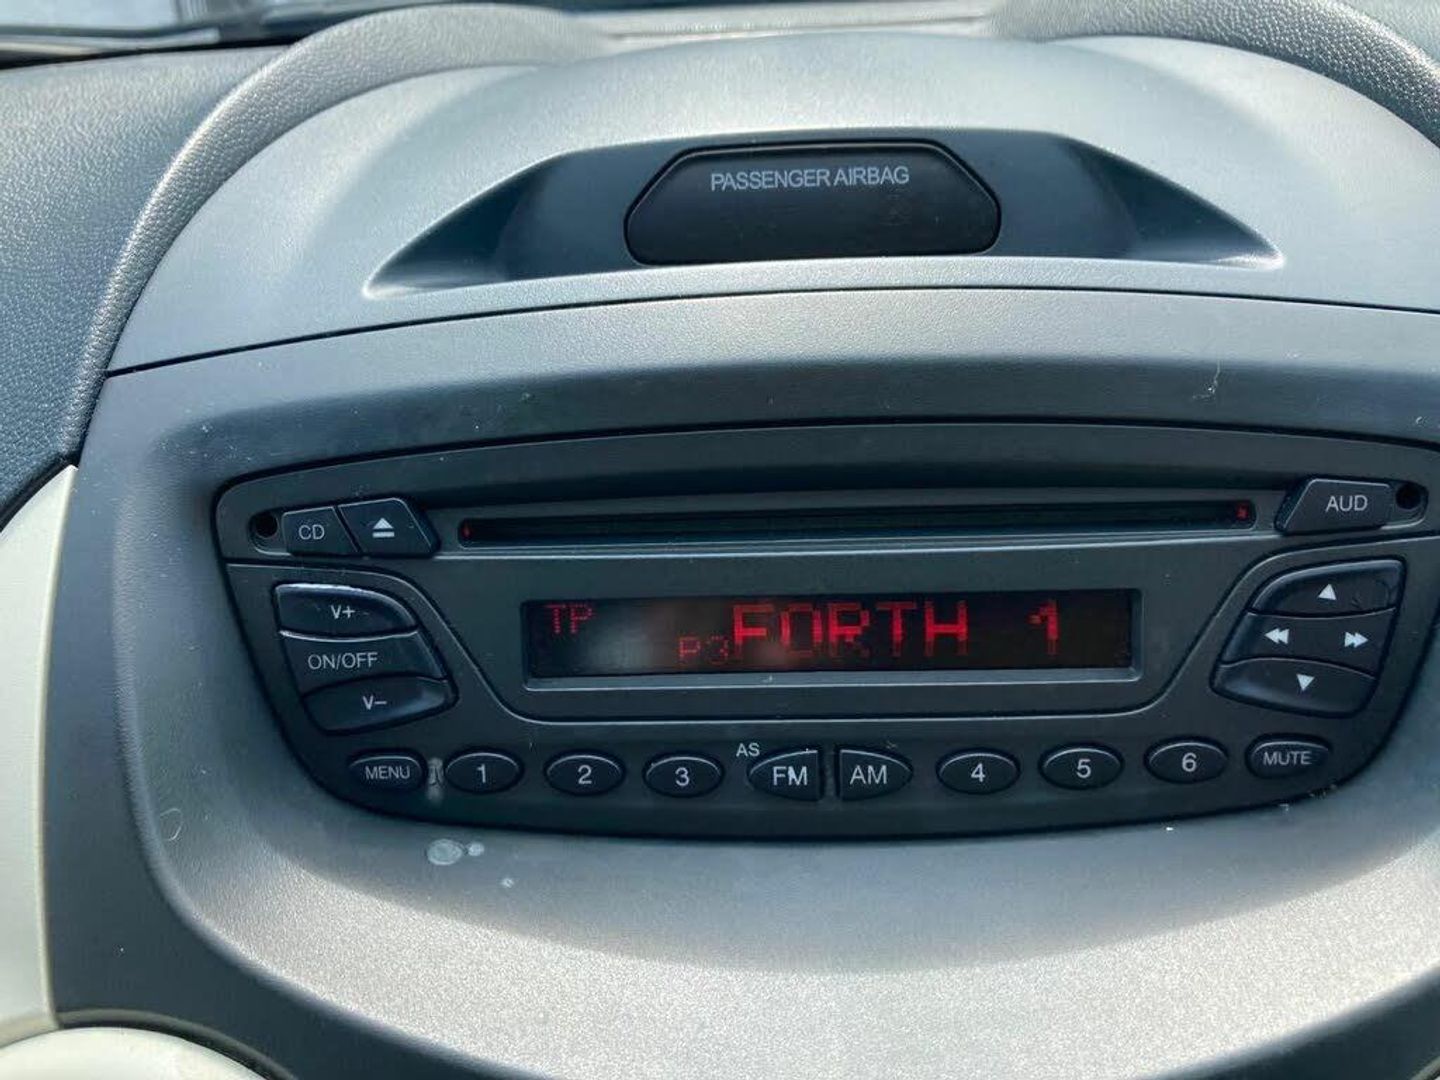 PASSENGER AIRBAG
CD
AUD
V+
ON/OFF
V–
TP P3 FORTH 1
MENU 1 2 3 AS FM AM 4 5 6 MUTE